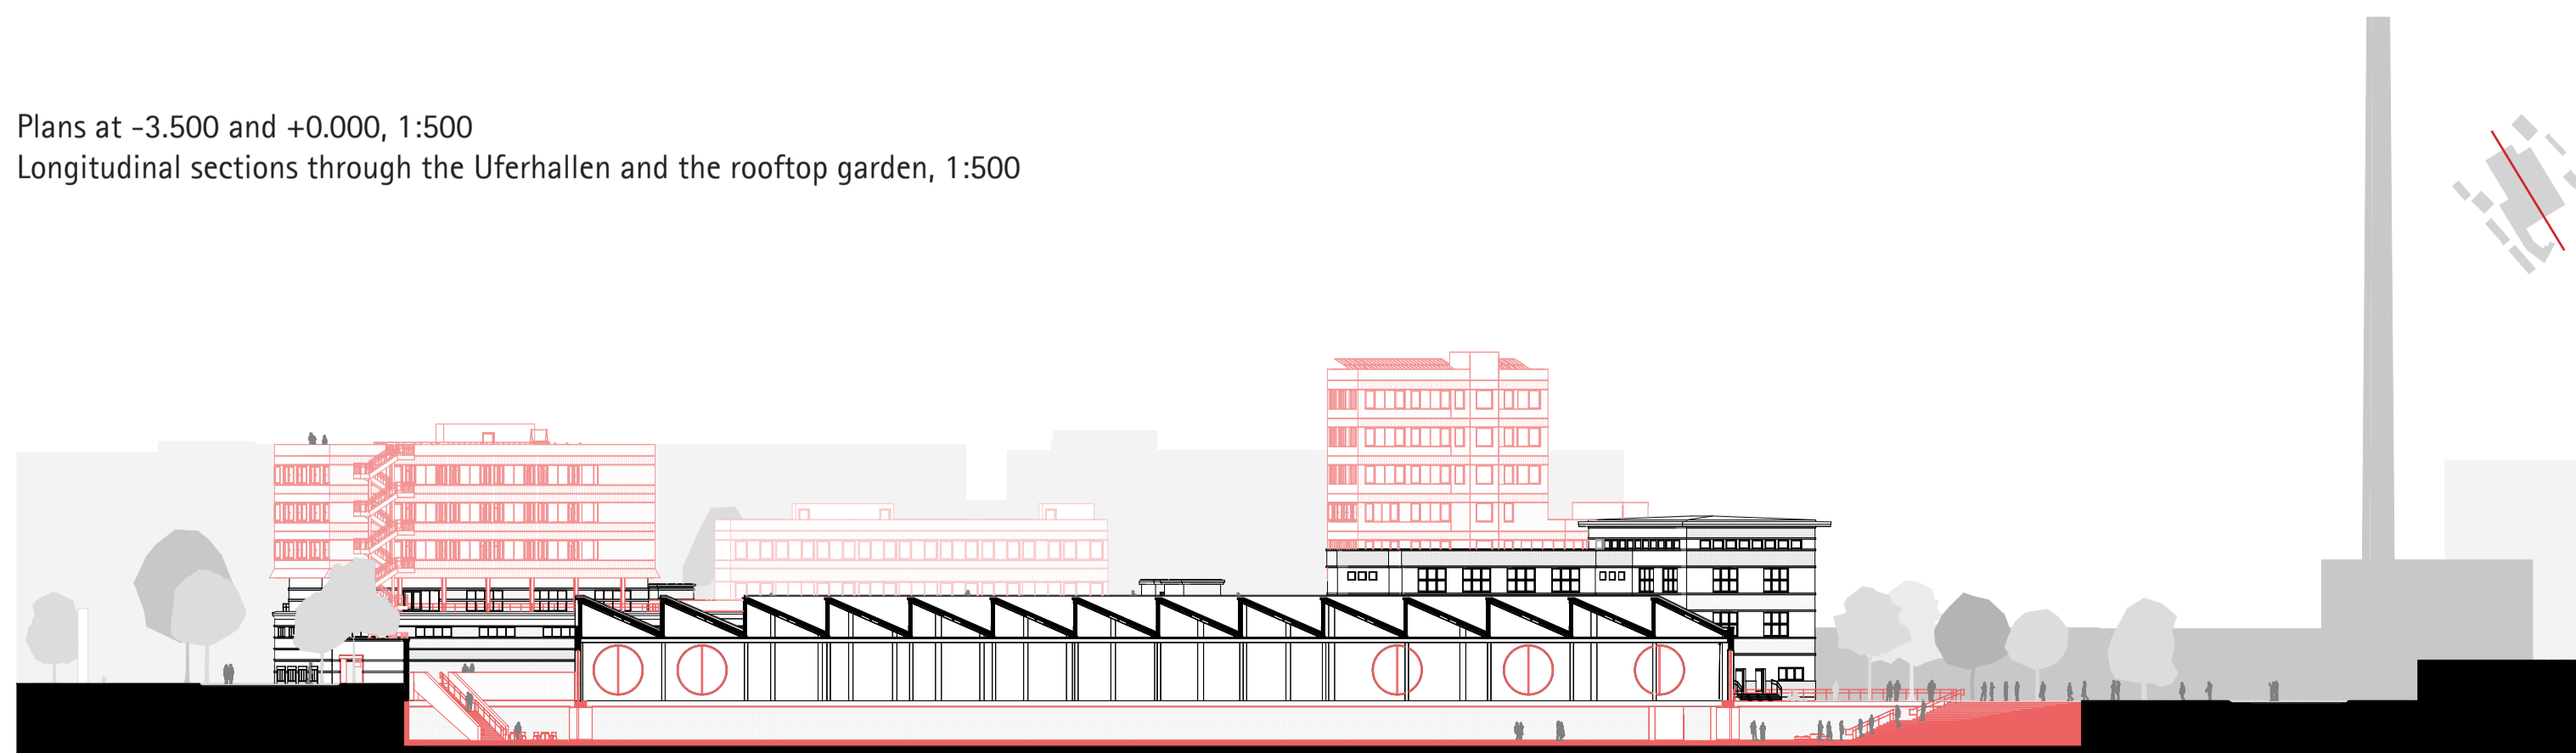 Plans at -3.500 and +0.000, 1:500
Longitudinal sections through the Uferhallen and the rooftop garden, 1:500